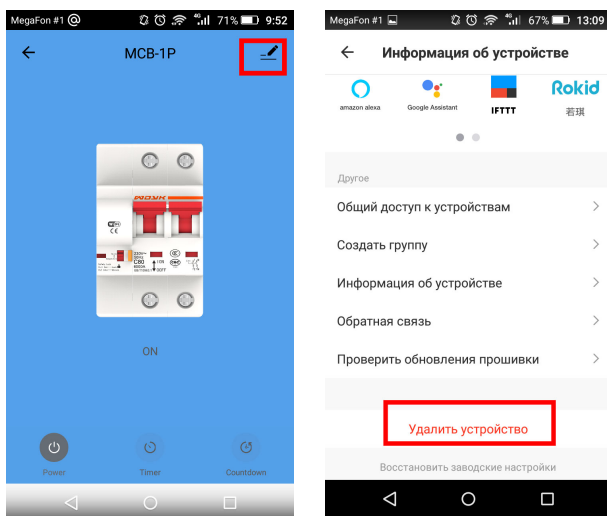 MegaFon #1 @ 4G 71% 9:52
MCB-1P
ON
Power Timer Countdown
MegaFon #1 4G 67% 13:09
Информация об устройстве
amazon alexa Google Assistant IFTTT Rokid
若琪
Другое
Общий доступ к устройствам
Создать группу
Информация об устройстве
Обратная связь
Проверить обновления прошивки
Удалить устройство
Восстановить заводские настройки